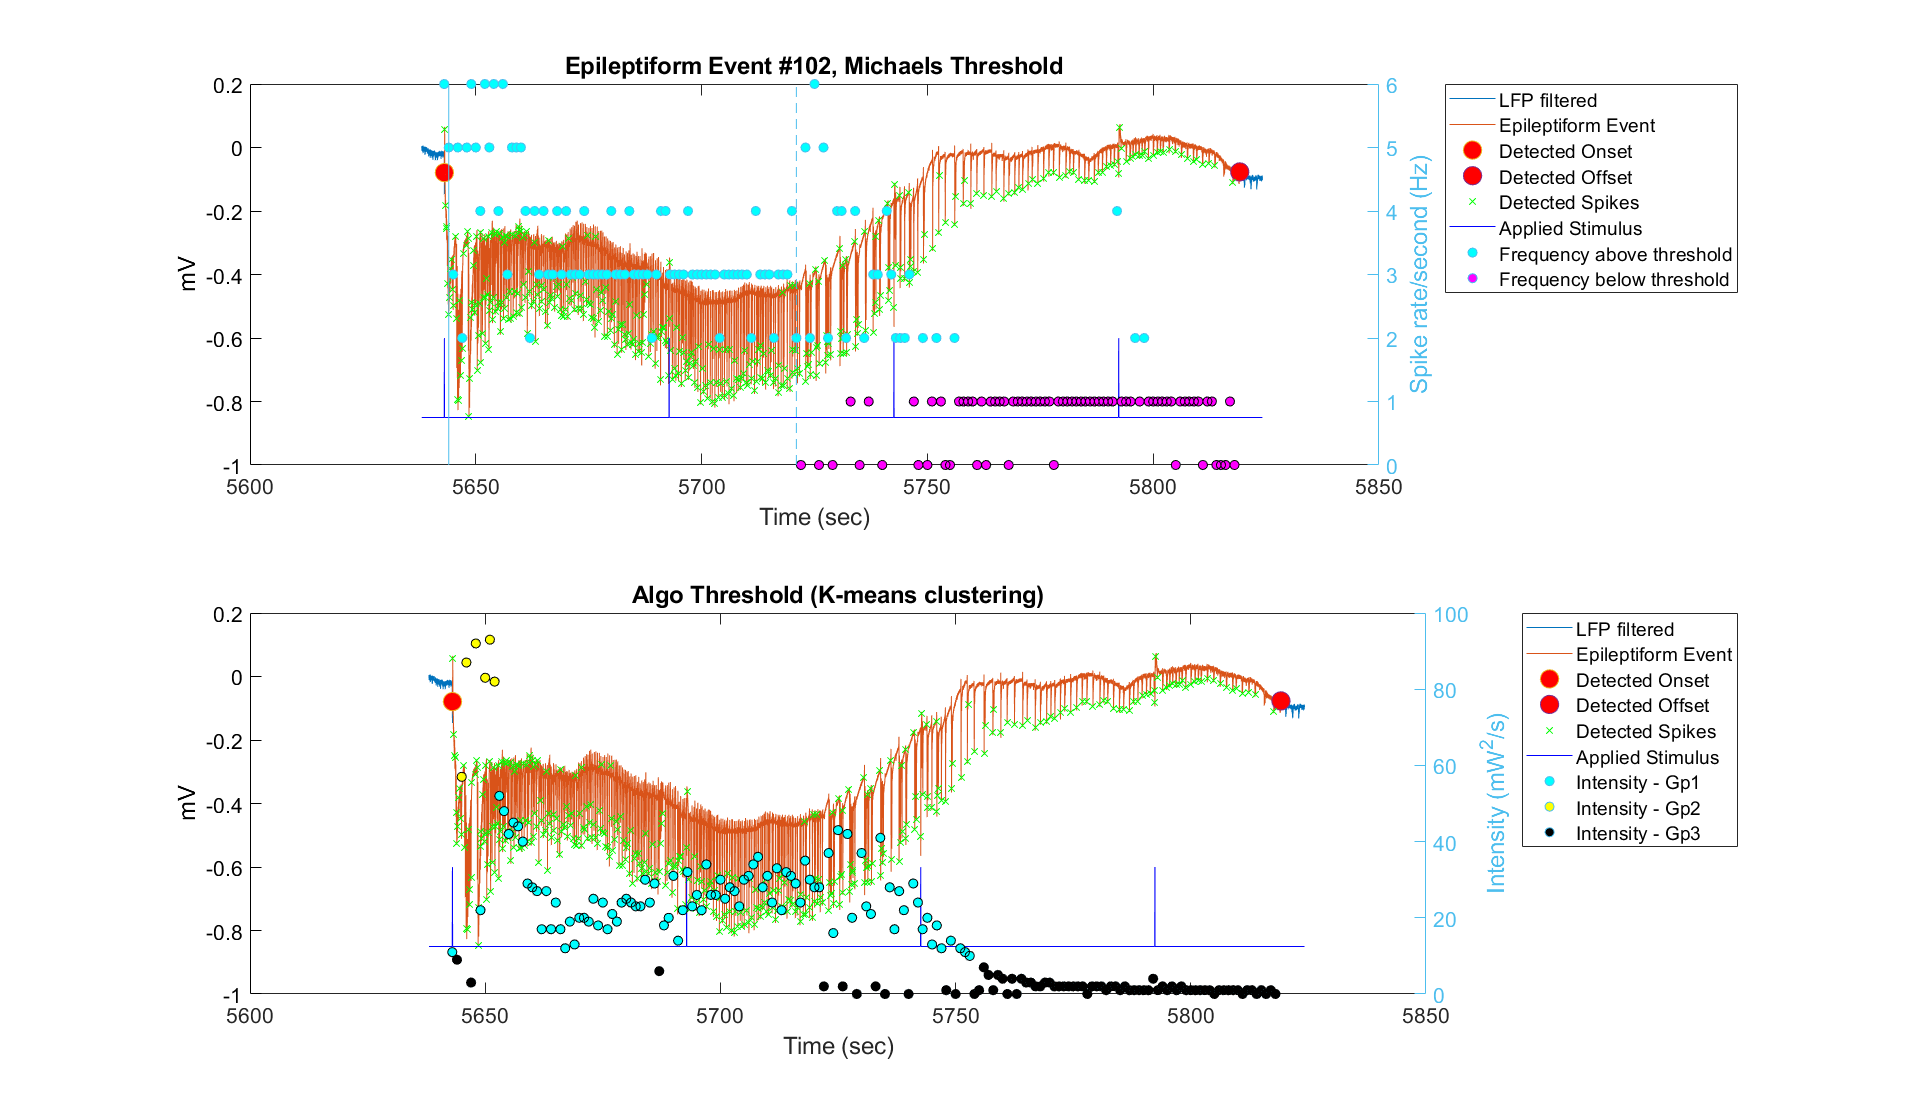 Epileptiform Event #102, Michaels Threshold
0.2
0
-0.2
-0.4
-0.6
-0.8
-1
mV
5600
5650
5700
5750
5800
5850
Time (sec)
6
5
4
3
2
1
0
Spike rate/second (Hz)
LFP filtered
Epileptiform Event
Detected Onset
Detected Offset
Detected Spikes
Applied Stimulus
Frequency above threshold
Frequency below threshold
Algo Threshold (K-means clustering)
0.2
0
-0.2
-0.4
-0.6
-0.8
-1
mV
5600
5650
5700
5750
5800
5850
Time (sec)
100
80
60
40
20
0
Intensity (mW²/s)
LFP filtered
Epileptiform Event
Detected Onset
Detected Offset
Detected Spikes
Applied Stimulus
Intensity - Gp1
Intensity - Gp2
Intensity - Gp3